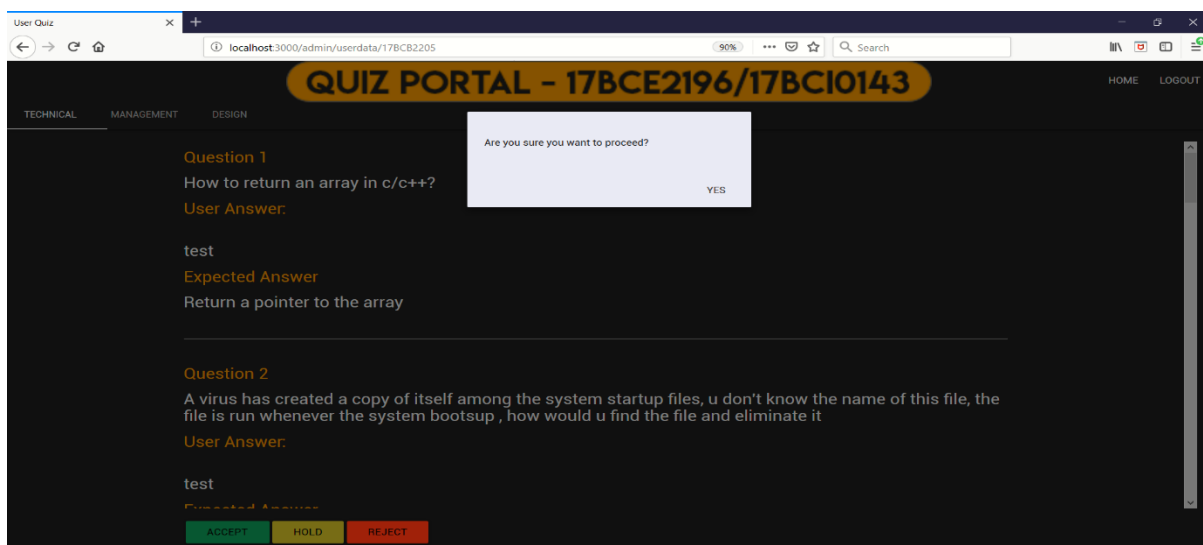 User Quiz
localhost:3000/admin/userdata/17BCB2205
90%
Search
QUIZ PORTAL - 17BCE2196/17BCI0143
HOME LOGOUT
TECHNICAL MANAGEMENT DESIGN
Are you sure you want to proceed?
YES
Question 1
How to return an array in c/c++?
User Answer:
test
Expected Answer
Return a pointer to the array
Question 2
A virus has created a copy of itself among the system startup files, u don't know the name of this file, the
file is run whenever the system bootsup , how would u find the file and eliminate it
User Answer:
test
Expected Answer
ACCEPT HOLD REJECT